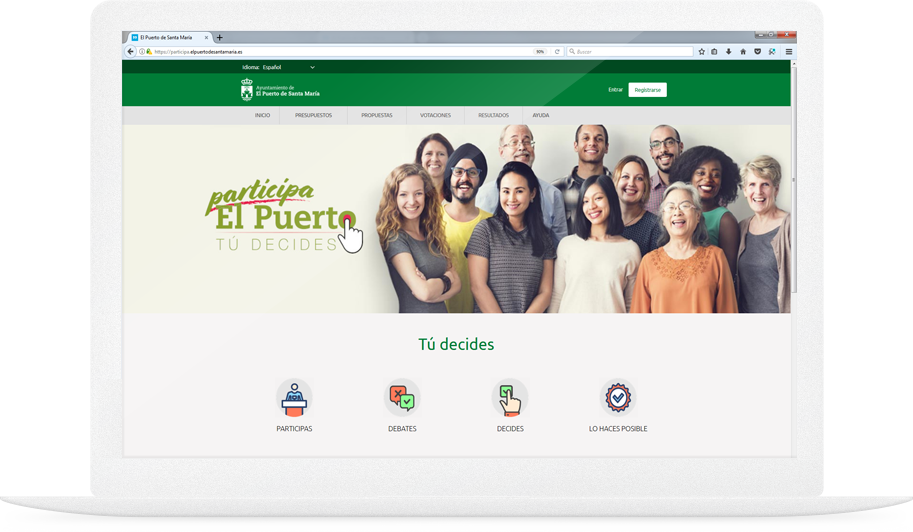 El Puerto de Santa María
https://participa.elpuertodesantamaria.es
90%
Buscar
Idioma: Español
Ayuntamiento de
El Puerto de Santa María
Entrar
Registrarse
INICIO
PRESUPUESTOS
PROPUESTAS
VOTACIONES
RESULTADOS
AYUDA
participa
El Puerto
TÚ DECIDES
Tú decides
PARTICIPAS
DEBATES
DECIDES
LO HACES POSIBLE